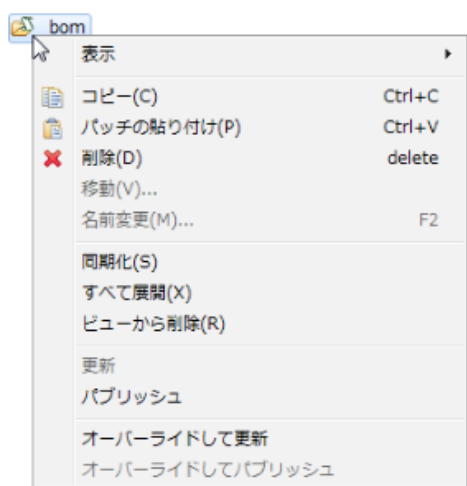 bom
表示
コピー(C) Ctrl+C
パッチの貼り付け(P) Ctrl+V
削除(D) delete
移動(V)...
名前変更(M)... F2
同期化(S)
すべて展開(X)
ビューから削除(R)
更新
パブリッシュ
オーバーライドして更新
オーバーライドしてパブリッシュ